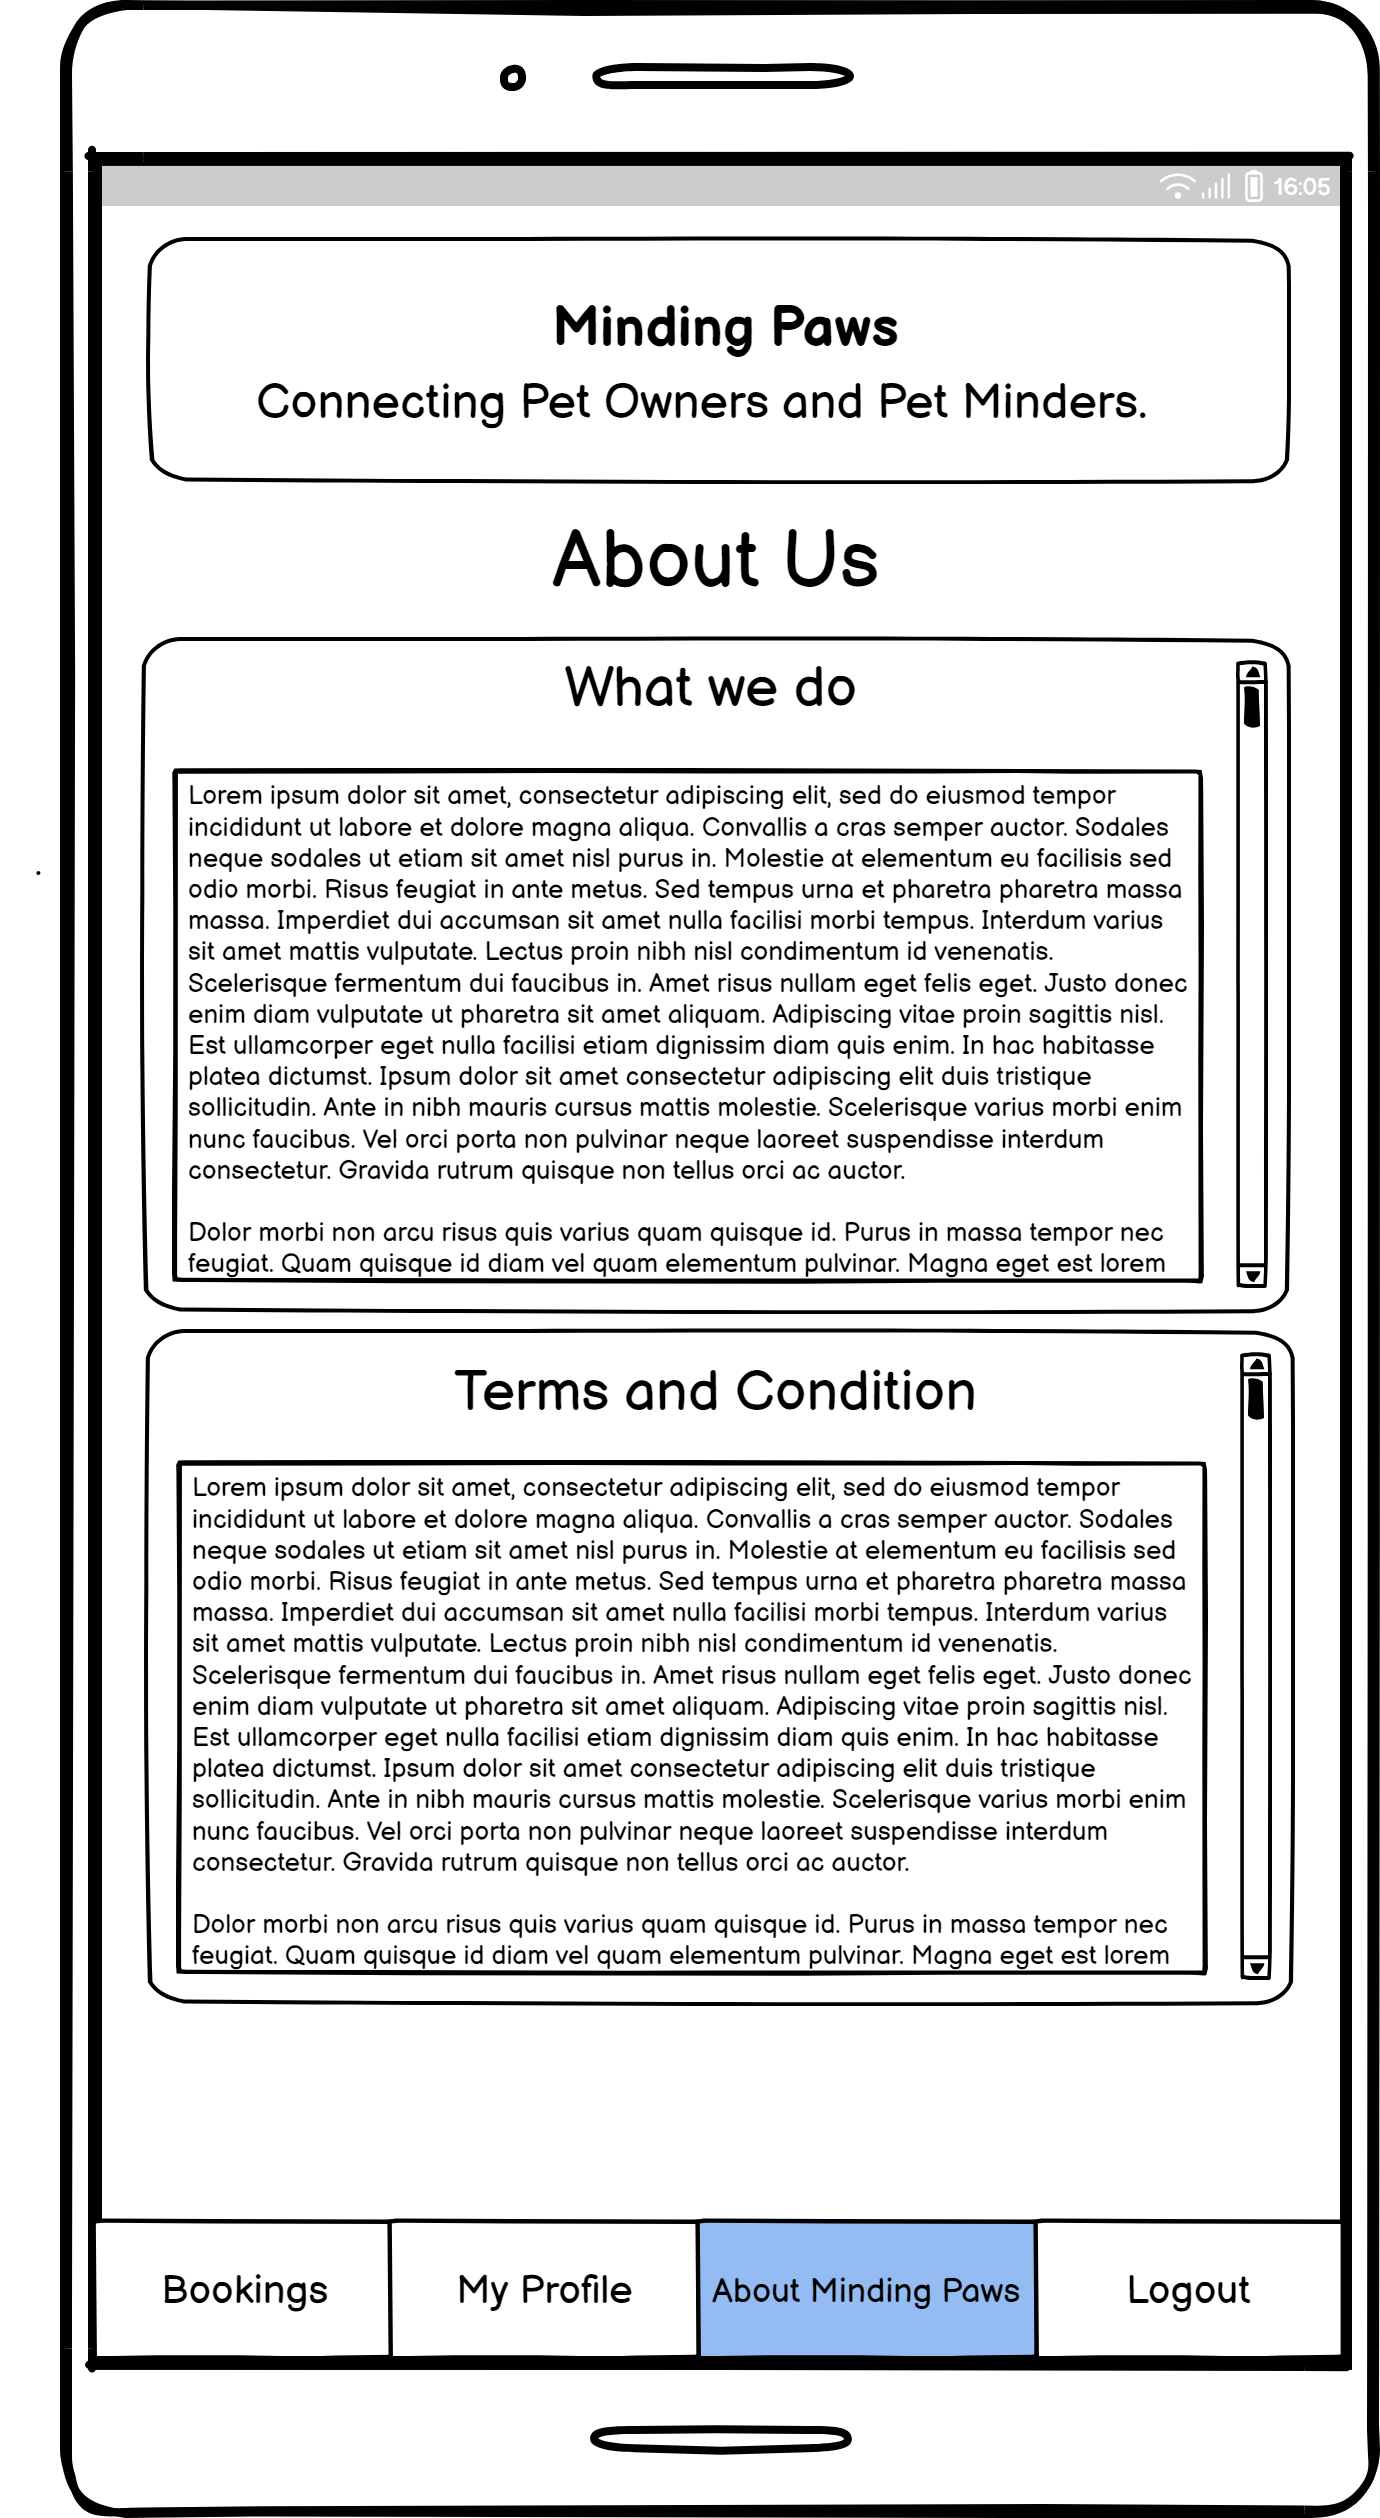 16:05
Minding Paws
Connecting Pet Owners and Pet Minders.
About Us
What we do
Lorem ipsum dolor sit amet, consectetur adipiscing elit, sed do eiusmod tempor
incididunt ut labore et dolore magna aliqua. Convallis a cras semper auctor. Sodales
neque sodales ut etiam sit amet nisl purus in. Molestie at elementum eu facilisis sed
odio morbi. Risus feugiat in ante metus. Sed tempus urna et pharetra pharetra massa
massa. Imperdiet dui accumsan sit amet nulla facilisi morbi tempus. Interdum varius
sit amet mattis vulputate. Lectus proin nibh nisl condimentum id venenatis.
Scelerisque fermentum dui faucibus in. Amet risus nullam eget felis eget. Justo donec
enim diam vulputate ut pharetra sit amet aliquam. Adipiscing vitae proin sagittis nisl.
Est ullamcorper eget nulla facilisi etiam dignissim diam quis enim. In hac habitasse
platea dictumst. Ipsum dolor sit amet consectetur adipiscing elit duis tristique
sollicitudin. Ante in nibh mauris cursus mattis molestie. Scelerisque varius morbi enim
nunc faucibus. Vel orci porta non pulvinar neque laoreet suspendisse interdum
consectetur. Gravida rutrum quisque non tellus orci ac auctor.
Dolor morbi non arcu risus quis varius quam quisque id. Purus in massa tempor nec
feugiat. Quam quisque id diam vel quam elementum pulvinar. Magna eget est lorem
Terms and Condition
Lorem ipsum dolor sit amet, consectetur adipiscing elit, sed do eiusmod tempor
incididunt ut labore et dolore magna aliqua. Convallis a cras semper auctor. Sodales
neque sodales ut etiam sit amet nisl purus in. Molestie at elementum eu facilisis sed
odio morbi. Risus feugiat in ante metus. Sed tempus urna et pharetra pharetra massa
massa. Imperdiet dui accumsan sit amet nulla facilisi morbi tempus. Interdum varius
sit amet mattis vulputate. Lectus proin nibh nisl condimentum id venenatis.
Scelerisque fermentum dui faucibus in. Amet risus nullam eget felis eget. Justo donec
enim diam vulputate ut pharetra sit amet aliquam. Adipiscing vitae proin sagittis nisl.
Est ullamcorper eget nulla facilisi etiam dignissim diam quis enim. In hac habitasse
platea dictumst. Ipsum dolor sit amet consectetur adipiscing elit duis tristique
sollicitudin. Ante in nibh mauris cursus mattis molestie. Scelerisque varius morbi enim
nunc faucibus. Vel orci porta non pulvinar neque laoreet suspendisse interdum
consectetur. Gravida rutrum quisque non tellus orci ac auctor.
Dolor morbi non arcu risus quis varius quam quisque id. Purus in massa tempor nec
feugiat. Quam quisque id diam vel quam elementum pulvinar. Magna eget est lorem
Bookings My Profile About Minding Paws Logout